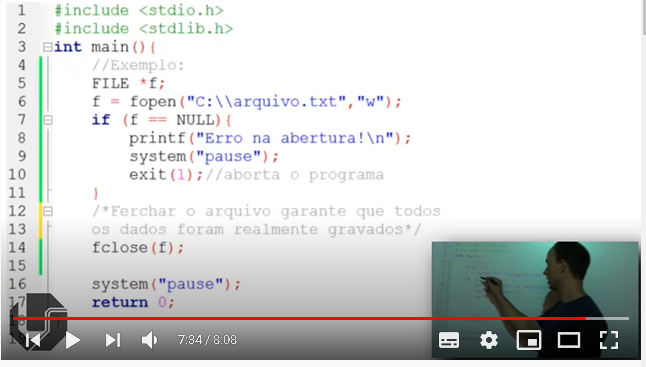 1 #include <stdio.h>
2 #include <stdlib.h>
3 int main(){
4 //Exemplo:
5 FILE *f;
6 f = fopen("C:\\arquivo.txt","w");
7 if (f == NULL){
8 printf("Erro na abertura!\n");
9 system("pause");
10 exit(1);//aborta o programa
11 }
12 /*Ferchar o arquivo garante que todos
13 os dados foram realmente gravados*/
14 fclose(f);
15
16 system("pause");
17 return 0;
7:34 / 8:08